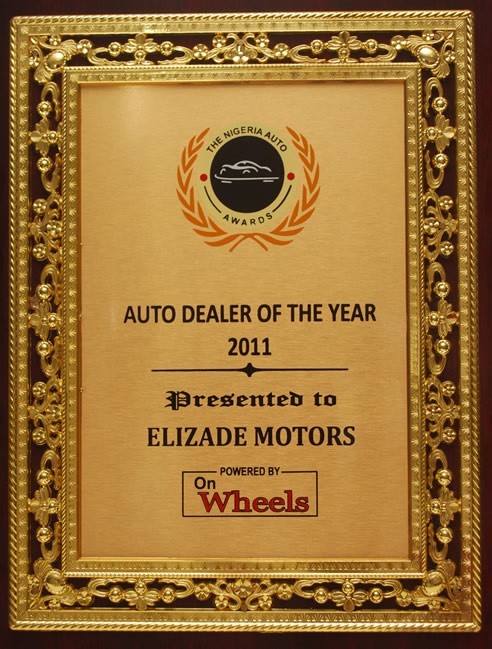 THE NIGERIA AUTO
AWARDS
AUTO DEALER OF THE YEAR
2011
Presented to
ELIZADE MOTORS
POWERED BY
On
Wheels